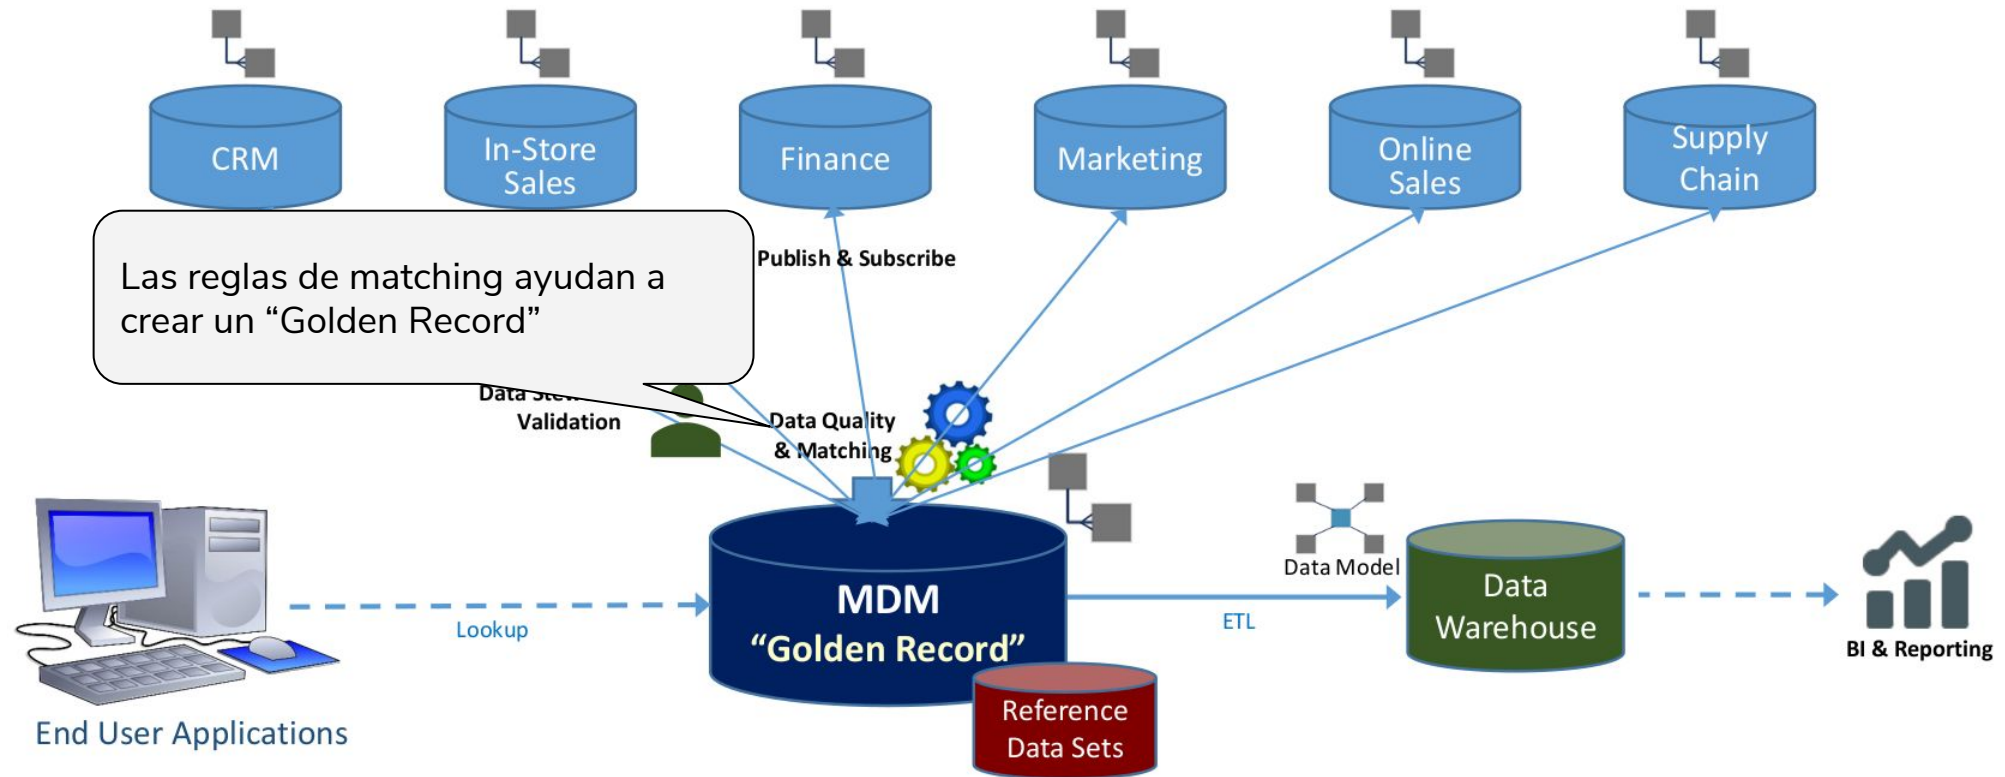 CRM
In-Store
Sales
Finance
Marketing
Online
Sales
Supply
Chain
Publish & Subscribe
Las reglas de matching ayudan a
crear un “Golden Record”
Data
Validation
Data Quality
& Matching
Data Model
MDM
“Golden Record”
Lookup
ETL
Data
Warehouse
BI & Reporting
Reference
Data Sets
End User Applications